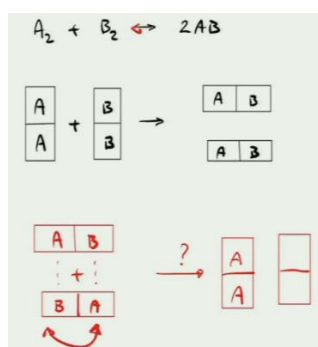 A₂ + B₂ ↔ 2AB
A + B → A B
A B A B
A B ? A
+ →
B A A